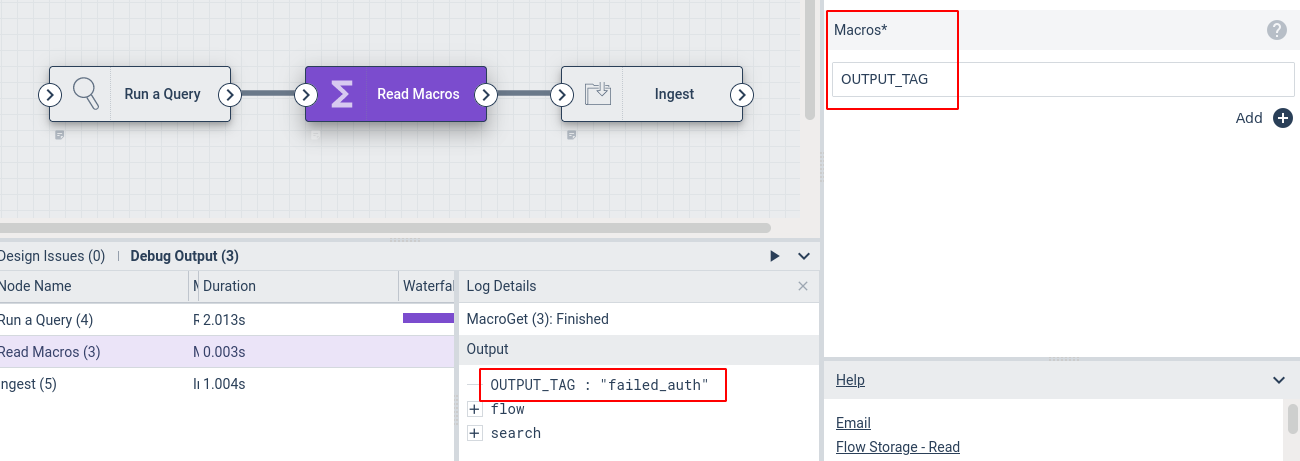 Macros*
OUTPUT_TAG
Add
Run a Query
Read Macros
Ingest
Design Issues (0)
Debug Output (3)
Node Name
Duration
Waterfal
Run a Query (4)
2.013s
Read Macros (3)
0.003s
ngest (5)
1.004s
Log Details
MacroGet (3): Finished
Output
OUTPUT_TAG : "failed_auth"
flow
search
Help
Email
Flow Storage - Read